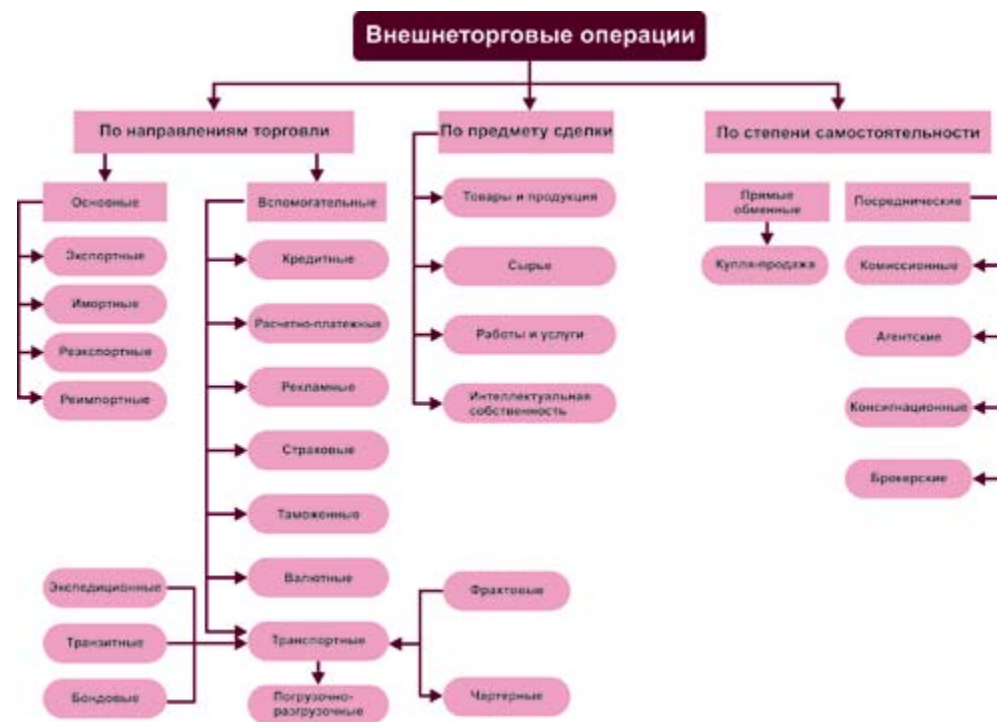 Внешнеторговые операции
По направлениям торговли
По предмету сделки
По степени самостоятельности
Основные
Экспортные
Имортные
Реэкспортные
Реимпортные
Вспомогательные
Кредитные
Расчетно-платежные
Рекламные
Страховые
Таможенные
Валютные
Транспортные
Погрузочно-
разгрузочные
Экспедиционные
Транзитные
Бондовые
Фрахтовые
Чартерные
Товары и продукция
Сырье
Работы и услуги
Интеллектуальная
собственность
Прямые
обменные
Купля-продажа
Посреднические
Комиссионные
Агентские
Консигнационные
Брокерские